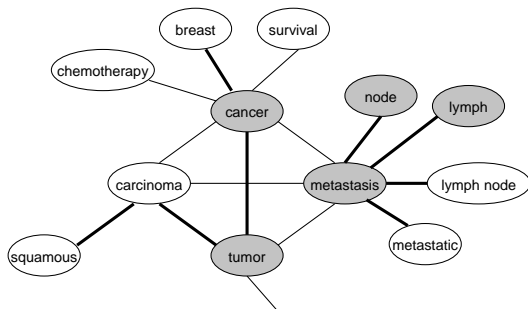 breast
survival
chemotherapy
node
lymph
cancer
carcinoma
metastasis
lymph node
metastatic
squamous
tumor